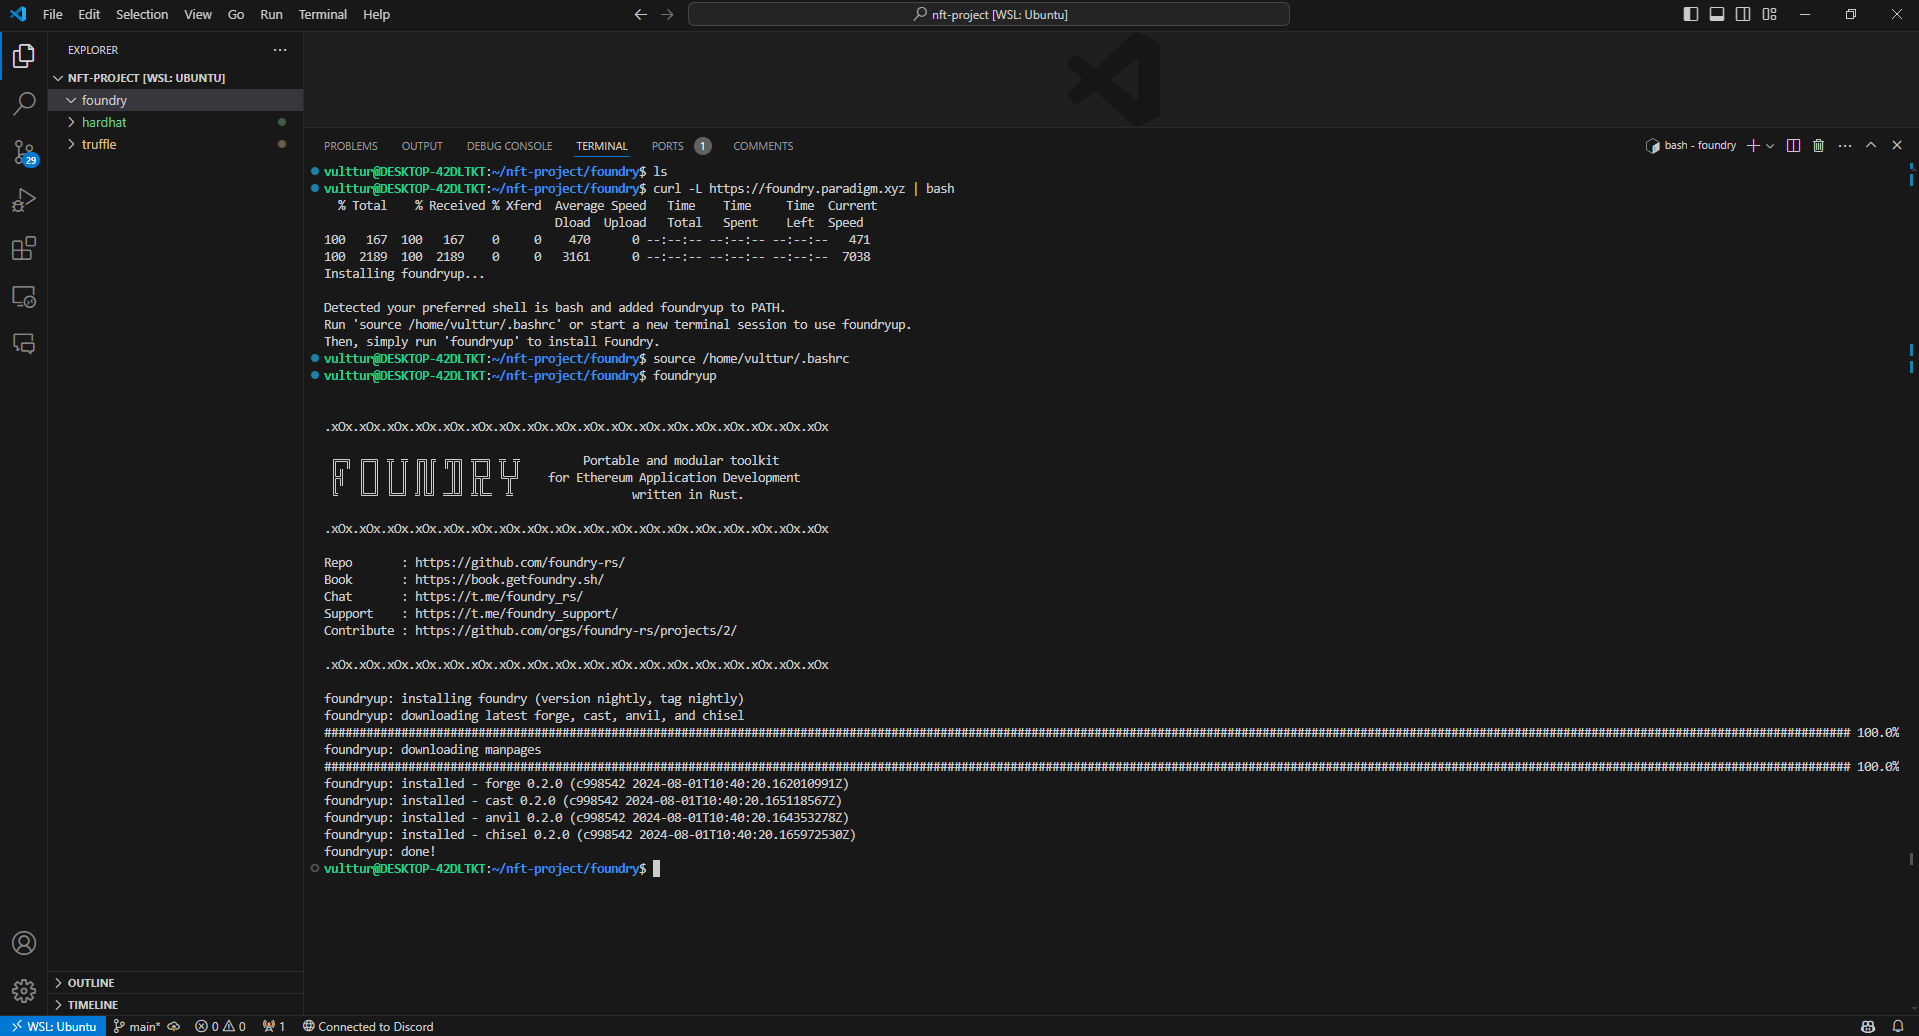 File Edit Selection View Go Run Terminal Help
nft-project [WSL: Ubuntu]
EXPLORER
NFT-PROJECT [WSL: UBUNTU]
foundry
hardhat
truffle
29
PROBLEMS OUTPUT DEBUG CONSOLE TERMINAL PORTS 1 COMMENTS
bash - foundry
vulttur@DESKTOP-42DLTKT:~/nft-project/foundry$ ls
vulttur@DESKTOP-42DLTKT:~/nft-project/foundry$ curl -L https://foundry.paradigm.xyz | bash
% Total % Received % Xferd Average Speed Time Time Time Current
Dload Upload Total Spent Left Speed
100 167 100 167 0 0 470 0 --:--:-- --:--:-- --:--:-- 471
100 2189 100 2189 0 0 3161 0 --:--:-- --:--:-- --:--:-- 7038
Installing foundryup...
Detected your preferred shell is bash and added foundryup to PATH.
Run 'source /home/vulttur/.bashrc' or start a new terminal session to use foundryup.
Then, simply run 'foundryup' to install Foundry.
vulttur@DESKTOP-42DLTKT:~/nft-project/foundry$ source /home/vulttur/.bashrc
vulttur@DESKTOP-42DLTKT:~/nft-project/foundry$ foundryup
.xOx.xOx.xOx.xOx.xOx.xOx.xOx.xOx.xOx.xOx.xOx.xOx.xOx.xOx.xOx.xOx.xOx.xOx
FOUNDRY
Portable and modular toolkit
for Ethereum Application Development
written in Rust.
.xOx.xOx.xOx.xOx.xOx.xOx.xOx.xOx.xOx.xOx.xOx.xOx.xOx.xOx.xOx.xOx.xOx.xOx
Repo : https://github.com/foundry-rs/
Book : https://book.getfoundry.sh/
Chat : https://t.me/foundry_rs/
Support : https://t.me/foundry_support/
Contribute : https://github.com/orgs/foundry-rs/projects/2/
.xOx.xOx.xOx.xOx.xOx.xOx.xOx.xOx.xOx.xOx.xOx.xOx.xOx.xOx.xOx.xOx.xOx.xOx
foundryup: installing foundry (version nightly, tag nightly)
foundryup: downloading latest forge, cast, anvil, and chisel
100.0%
foundryup: downloading manpages
100.0%
foundryup: installed - forge 0.2.0 (c998542 2024-08-01T10:40:20.162010991Z)
foundryup: installed - cast 0.2.0 (c998542 2024-08-01T10:40:20.165118567Z)
foundryup: installed - anvil 0.2.0 (c998542 2024-08-01T10:40:20.164353278Z)
foundryup: installed - chisel 0.2.0 (c998542 2024-08-01T10:40:20.165972530Z)
foundryup: done!
vulttur@DESKTOP-42DLTKT:~/nft-project/foundry$
OUTLINE
TIMELINE
WSL: Ubuntu main* 0 0 1 Connected to Discord